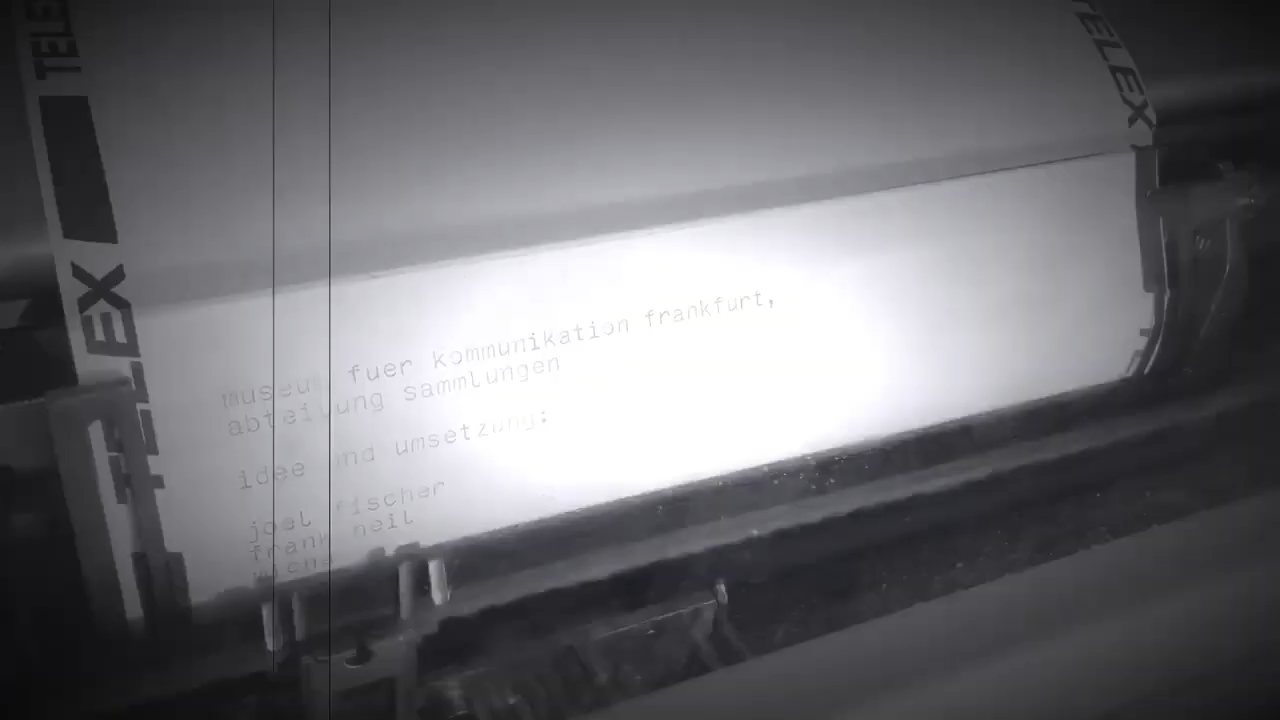 TELEX
TELEX
TELEX
museum fuer kommunikation frankfurt,
abteilung sammlungen
idee und umsetzung:
joel fischer
frank neil